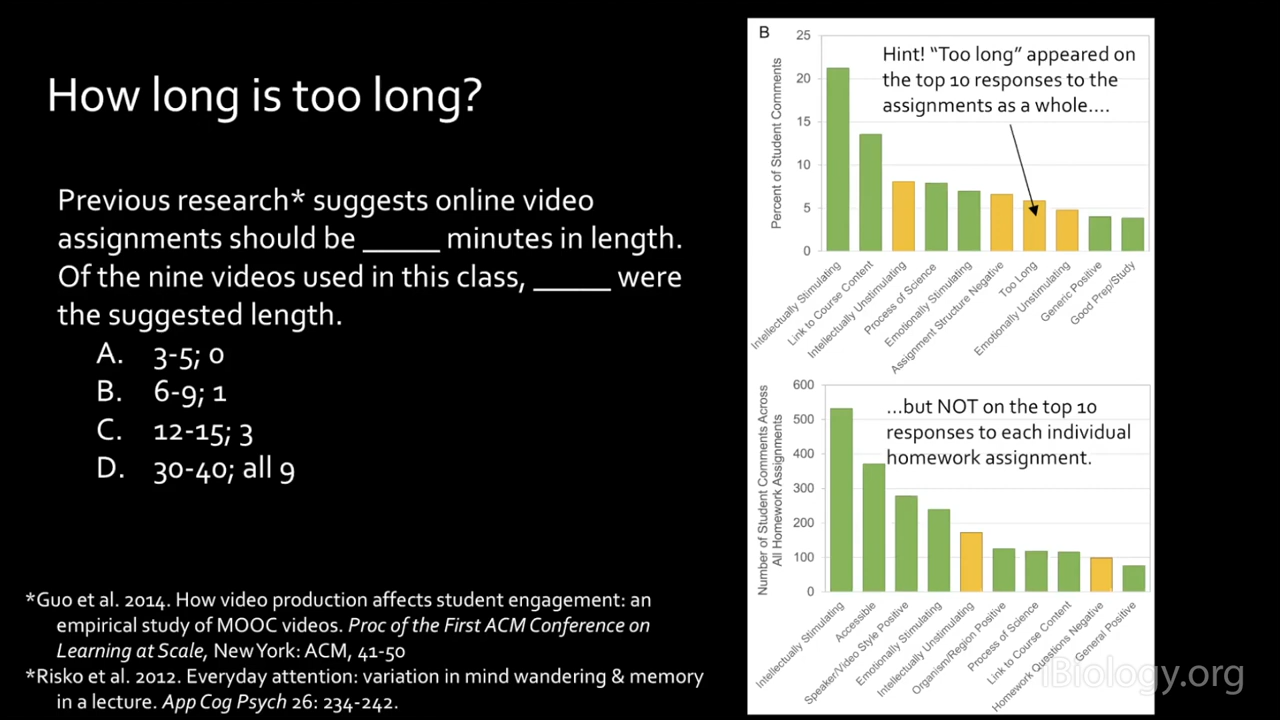 How long is too long?
Previous research* suggests online video
assignments should be _____ minutes in length.
Of the nine videos used in this class, _____ were
the suggested length.
A. 3-5; 0
B. 6-9; 1
C. 12-15; 3
D. 30-40; all 9
*Guo et al. 2014. How video production affects student engagement: an
empirical study of MOOC videos. Proc of the First ACM Conference on
Learning at Scale, New York: ACM, 41-50
*Risko et al. 2012. Everyday attention: variation in mind wandering & memory
in a lecture. App Cog Psych 26: 234-242.
B
Percent of Student Comments
25
20
15
10
5
0
Hint! “Too long” appeared on
the top 10 responses to the
assignments as a whole....
Intellectually Stimulating
Link to Course Content
Intellectually Unstimulating
Process of Science
Emotionally Stimulating
Assignment Structure Negative
Too Long
Emotionally Unstimulating
Generic Positive
Good Prep/Study
Number of Student Comments Across
All Homework Assignments
600
500
400
300
200
100
0
...but NOT on the top 10
responses to each individual
homework assignment.
Intellectually Stimulating
Accessible
Speaker/Video Style Positive
Emotionally Stimulating
Intellectually Unstimulating
Organism/Region Positive
Process of Science
Link to Course Content
Homework Questions Negative
General Positive
iBiology.org